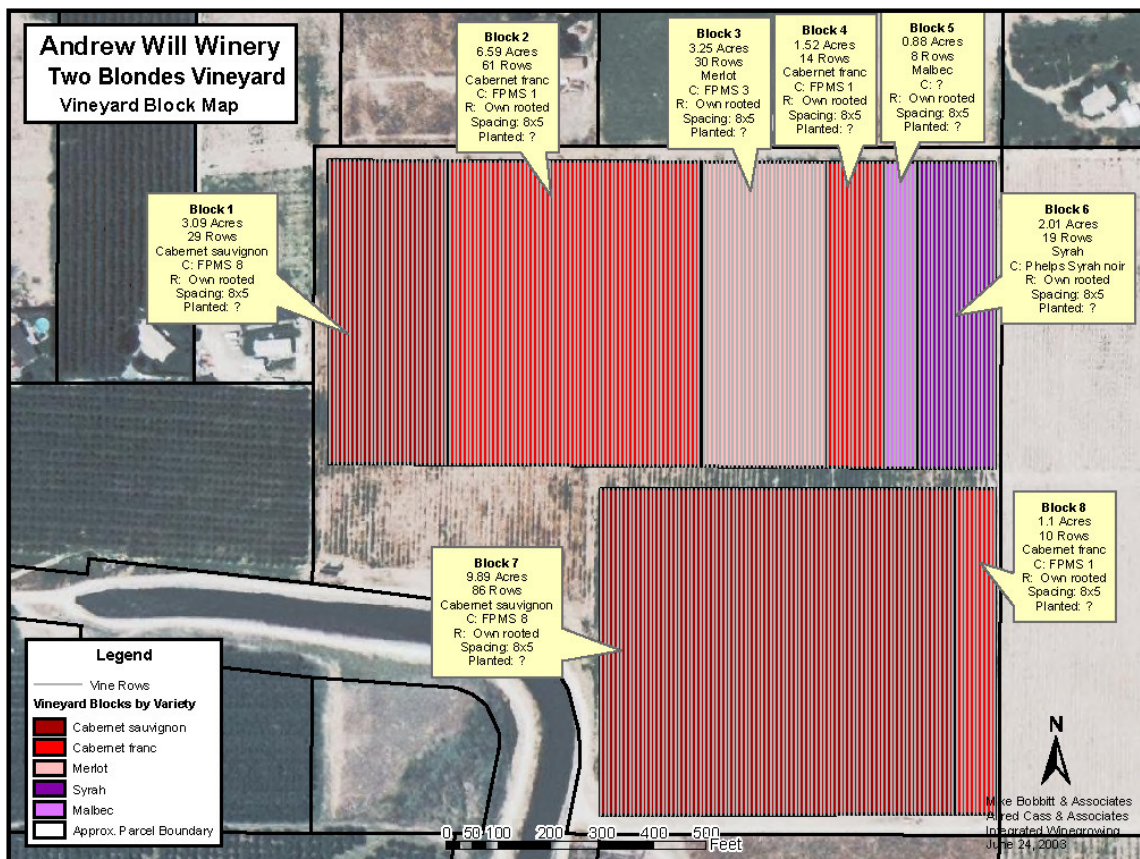 Andrew Will Winery
Two Blondes Vineyard
Vineyard Block Map
Block 1
3.09 Acres
29 Rows
Cabernet sauvignon
C: FPMS 8
R: Own rooted
Spacing: 8x5
Planted: ?
Block 2
6.59 Acres
61 Rows
Cabernet franc
C: FPMS 1
R: Own rooted
Spacing: 8x5
Planted: ?
Block 3
3.25 Acres
30 Rows
Merlot
C: FPMS 3
R: Own rooted
Spacing: 8x5
Planted: ?
Block 4
1.52 Acres
14 Rows
Cabernet franc
C: FPMS 1
R: Own rooted
Spacing: 8x5
Planted: ?
Block 5
0.88 Acres
8 Rows
Malbec
C: ?
R: Own rooted
Spacing: 8x5
Planted: ?
Block 6
2.01 Acres
19 Rows
Syrah
C: Phelps Syrah noir
R: Own rooted
Spacing: 8x5
Planted: ?
Block 7
9.89 Acres
86 Rows
Cabernet sauvignon
C: FPMS 8
R: Own rooted
Spacing: 8x5
Planted: ?
Block 8
1.1 Acres
10 Rows
Cabernet franc
C: FPMS 1
R: Own rooted
Spacing: 8x5
Planted: ?
Legend
Vine Rows
Vineyard Blocks by Variety
Cabernet sauvignon
Cabernet franc
Merlot
Syrah
Malbec
Approx. Parcel Boundary
0 50 100 200 300 400 500
Feet
N
Mike Bobbitt & Associates
Alfred Cass & Associates
Integrated Winegrowing
June 24, 2003